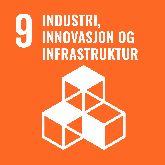 9 INDUSTRI,
INNOVASJON OG
INFRASTRUKTUR